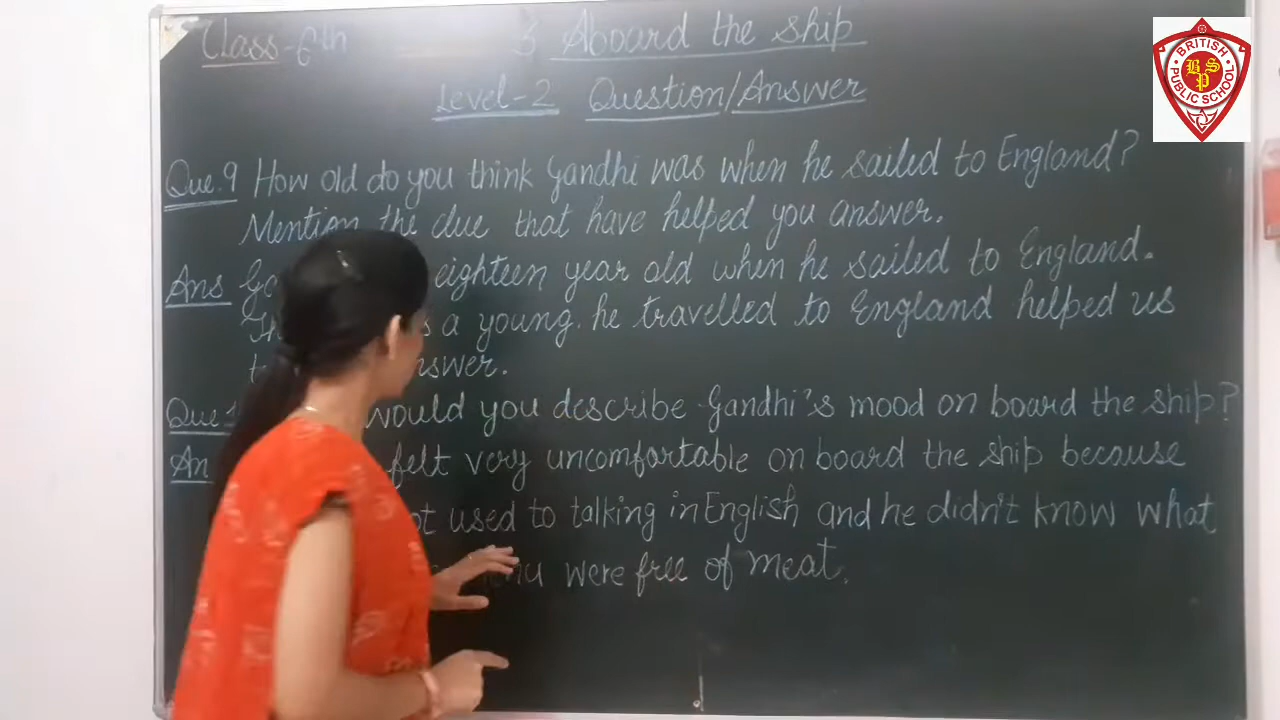 Class-6th 3 Aboard the ship
BRITISH PUBLIC SCHOOL
BSP
Level-2 Question/Answer
Que.9 How old do you think Gandhi was when he sailed to England?
Mention the clue that have helped you answer.
Ans eighteen year old when he sailed to England.
a young. he travelled to England helped us
Que would you describe Gandhi's mood on board the ship?
An felt very uncomfortable on board the ship because
used to talking in English and he didn't know what
were free of meat.